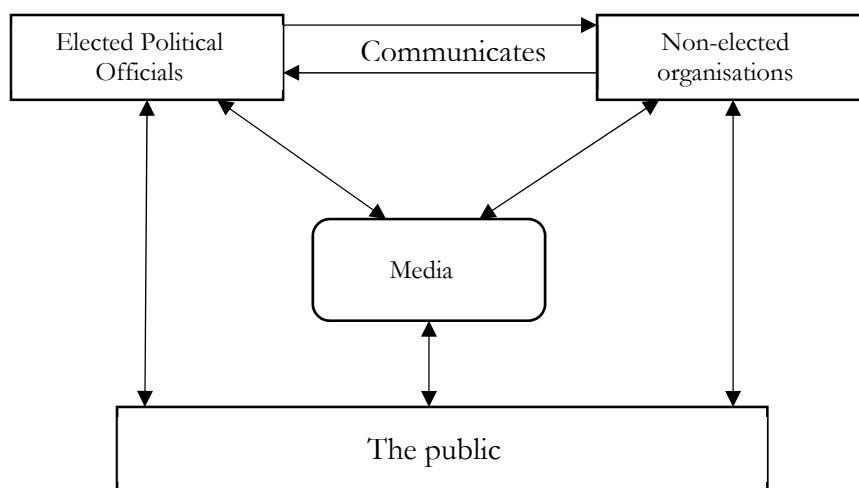 Elected Political
Officials
Communicates
Non-elected
organisations
Media
The public